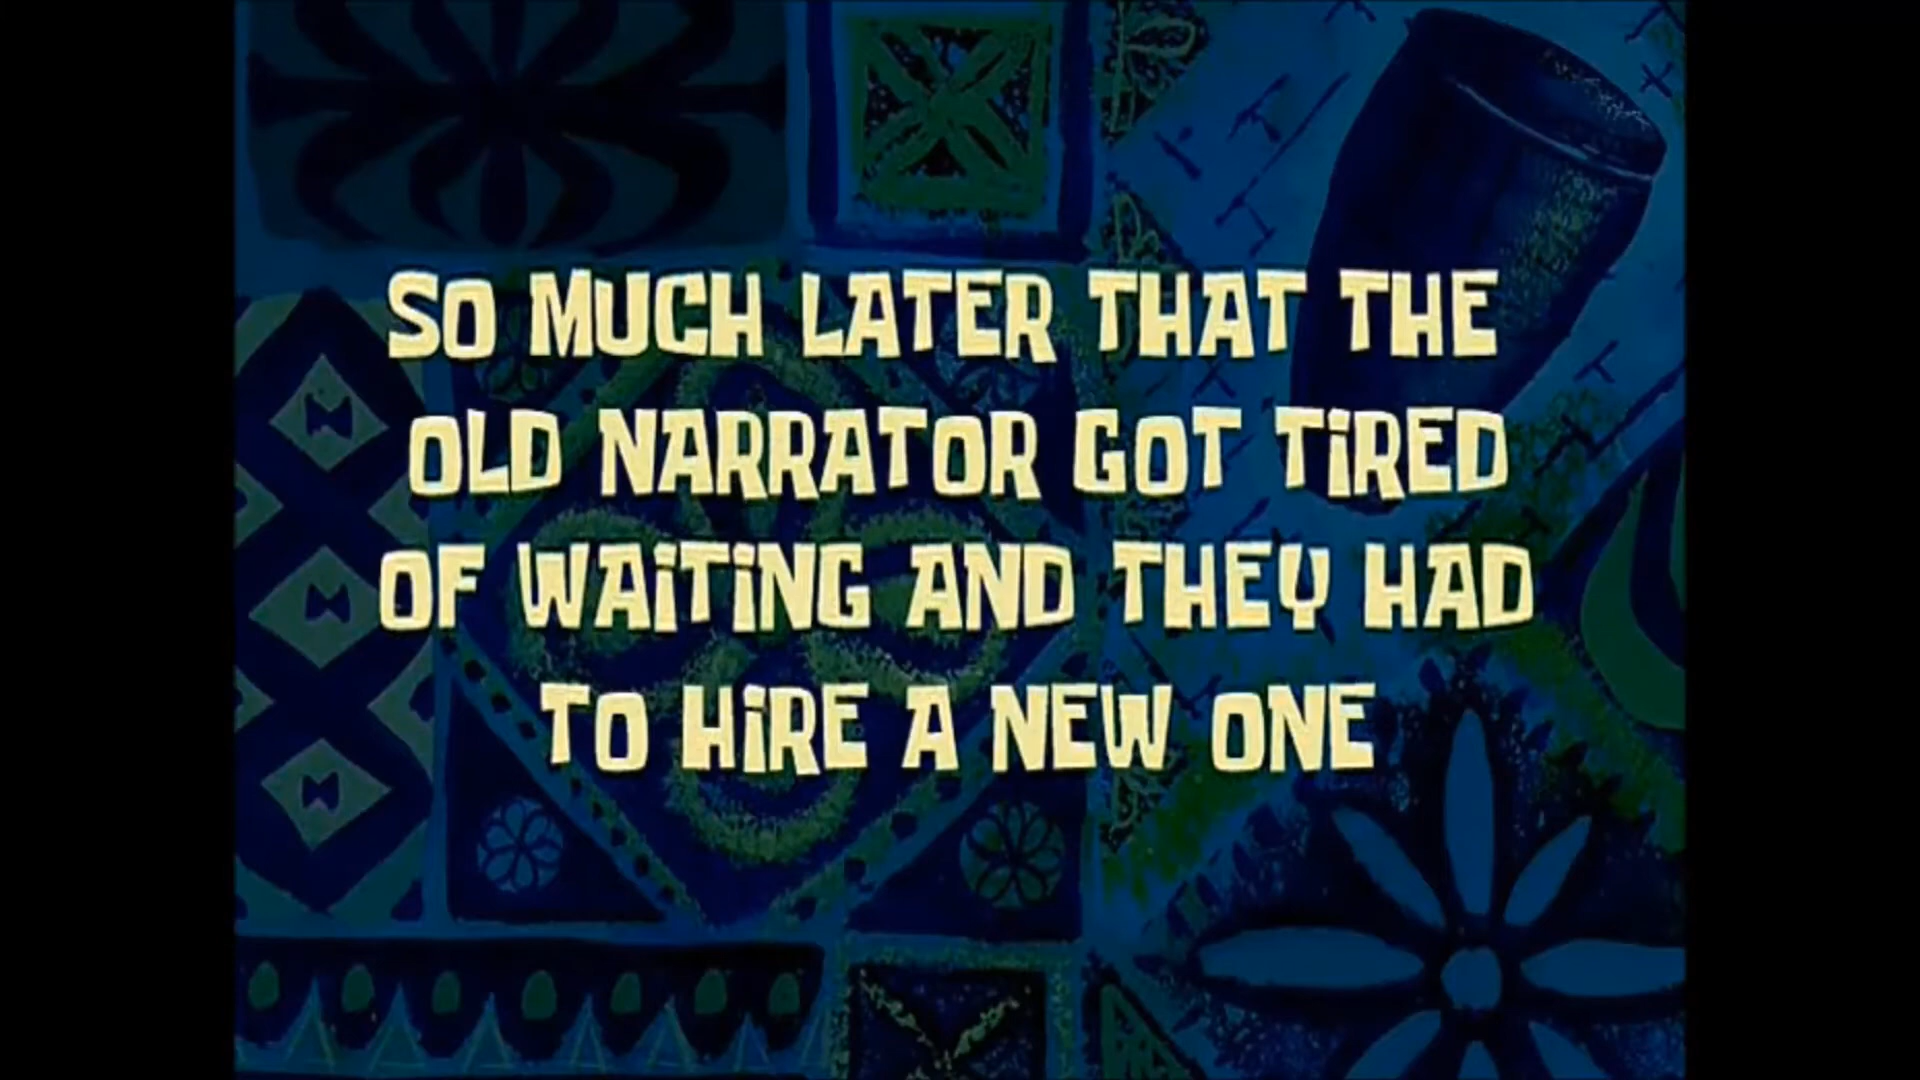 SO MUCH LATER THAT THE
OLD NARRATOR GOT TiRED
OF WAiTiNG AND THEY HAD
TO HiRE A NEW ONE